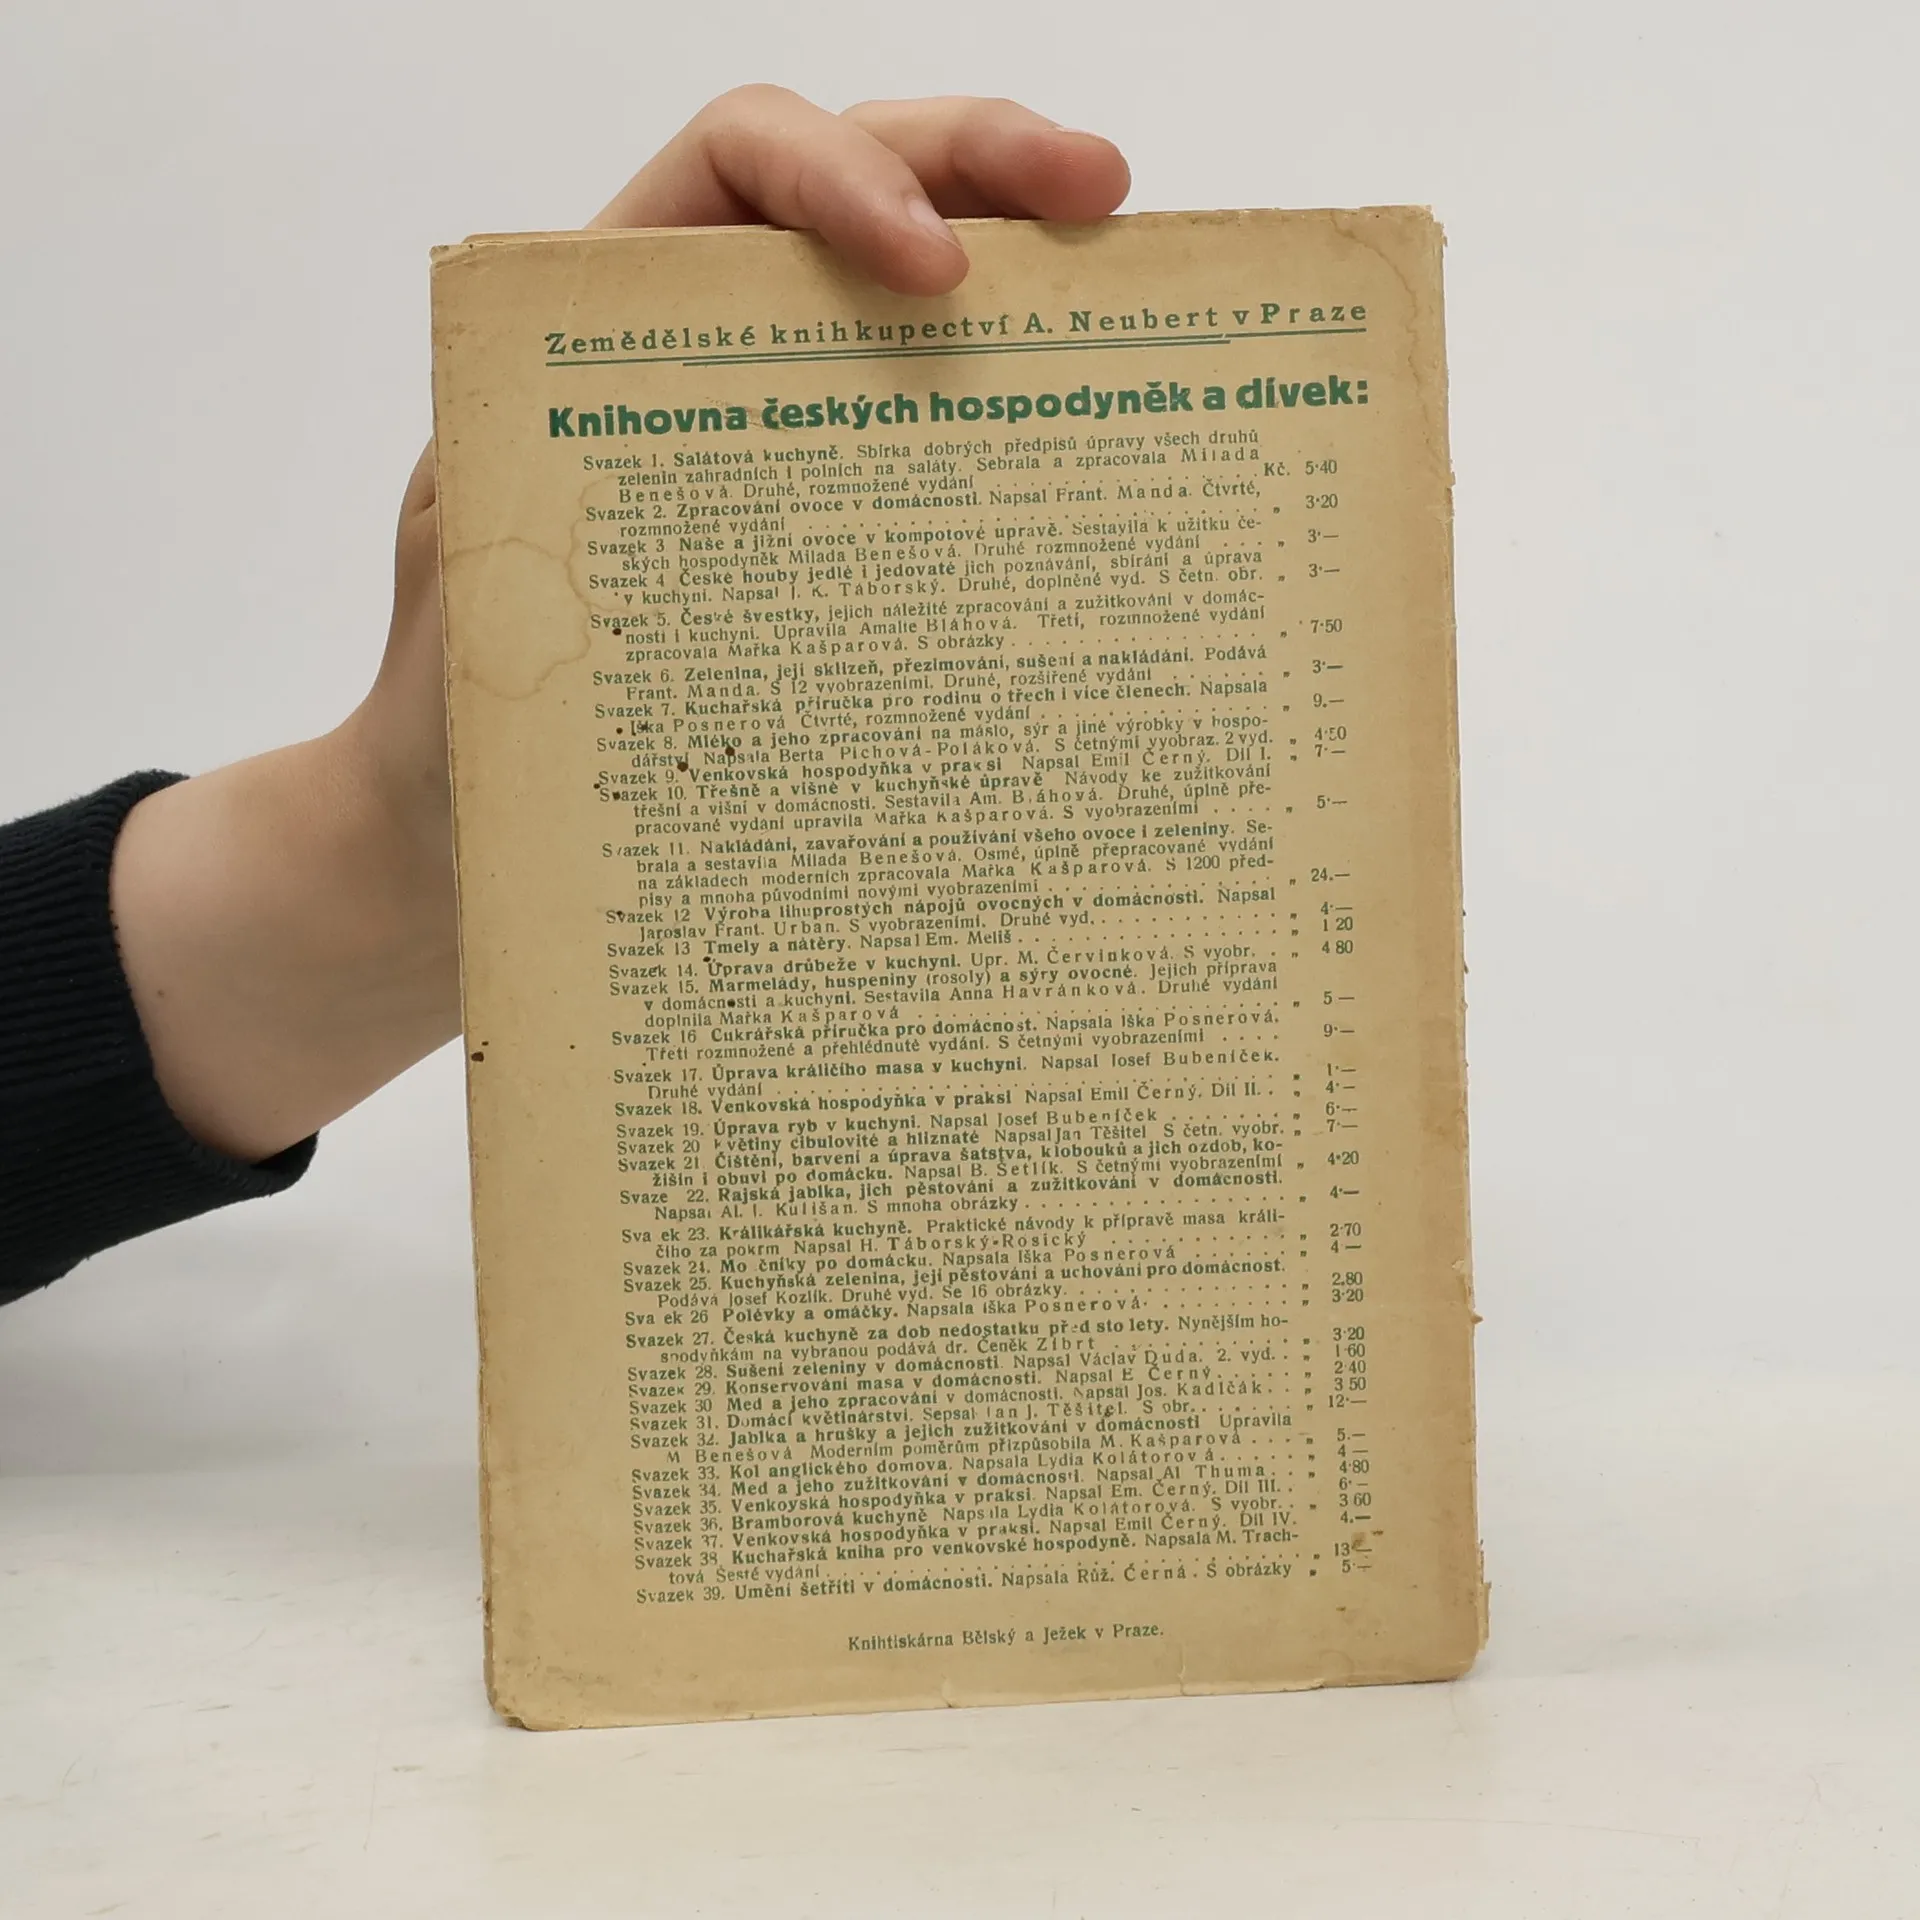 Zemědělské knihkupectví A. Neubert v Praze
Knihovna českých hospodyněk a dívek:
Svazek 1. Salátová kuchyně. Sbírka dobrých předpisů úpravy všech druhů
zelenin zahradních i polních na saláty. Sebrala a zpracovala Milada
Benešová. Druhé, rozmnožené vydání . . . . . . . . . . . . . Kč. 5·40
Svazek 2. Zpracování ovoce v domácnosti. Napsal Frant. Manda. Čtvrté,
rozmnožené vydání . . . . . . . . . . . . . . . . . . „ 3·20
Svazek 3 Naše a jižní ovoce v kompotové úpravě. Sestavila k užitku če-
ských hospodyněk Milada Benešová. Druhé rozmnožené vydání . . . „ 3·—
Svazek 4 České houby jedlé i jedovaté jich poznávání, sbírání a úprava
v kuchyni. Napsal J. K. Táborský. Druhé, doplněné vyd. S četn. obr. „ 3·—
Svazek 5. České švestky, jejich náležité zpracování a zužitkování v domác-
nosti i kuchyni. Upravila Amalie Bláhová. Třetí, rozmnožené vydání
zpracovala Mařka Kašparová. S obrázky . . . . . . . . . . . . . „ 7·50
Svazek 6. Zelenina, její sklizeň, přezimování, sušení a nakládání. Podává
Frant. Manda. S 12 vyobrazeními. Druhé, rozšířené vydání . . . . . . „ 3·—
Svazek 7. Kuchařská příručka pro rodinu o třech i více členech. Napsala
Iška Posnerová Čtvrté, rozmnožené vydání . . . . . . . . . . . . „ 9.—
Svazek 8. Mléko a jeho zpracování na máslo, sýr a jiné výrobky v hospo-
dářství Napsala Berta Pichová-Poláková. S četnými vyobraz. 2 vyd. „ 4·50
Svazek 9. Venkovská hospodyňka v praksi Napsal Emil Černý. Díl I. „ 7·—
Svazek 10. Třešně a višně v kuchyňské úpravě Návody ke zužitkování
třešní a višní v domácnosti. Sestavila Am. Bláhová. Druhé, úplně pře-
pracované vydání upravila Mařka Kašparová. S vyobrazeními . . . . „ 5·—
Svazek 11. Nakládání, zavařování a používání všeho ovoce i zeleniny. Se-
brala a sestavila Milada Benešová. Osmé, úplně přepracované vydání
na základech moderních zpracovala Mařka Kašparová. S 1200 před-
pisy a mnoha původními novými vyobrazeními . . . . . . . . . . . „ 24.—
Svazek 12 Výroba lihuprostých nápojů ovocných v domácnosti. Napsal
Jaroslav Frant. Urban. S vyobrazeními. Druhé vyd. . . . . . . . . „ 4·—
Svazek 13 Tmely a nátěry. Napsal Em. Meliš . . . . . . . . . . . . „ 1 20
Svazek 14. Úprava drůbeže v kuchyni. Upr. M. Červinková. S vyobr. . „ 4 80
Svazek 15. Marmelády, huspeniny (rosoly) a sýry ovocné. Jejich příprava
v domácnosti a kuchyni. Sestavila Anna Havránková. Druhé vydání
doplnila Mařka Kašparová . . . . . . . . . . . . . . . . . . „ 5 —
Svazek 16 Cukrářská příručka pro domácnost. Napsala Iška Posnerová.
Třetí rozmnožené a přehlédnuté vydání. S četnými vyobrazeními . . . . 9·—
Svazek 17. Úprava králičího masa v kuchyni. Napsal Josef Bubeníček.
Druhé vydání . . . . . . . . . . . . . . . . . . . . . . . „ 1·—
Svazek 18. Venkovská hospodyňka v praksi Napsal Emil Černý. Díl II. . „ 4·—
Svazek 19. Úprava ryb v kuchyni. Napsal Josef Bubeníček . . . . . . . „ 6·—
Svazek 20 Květiny cibulovité a hliznaté Napsal Jan Těšitel S četn. vyobr. „ 7·—
Svazek 21 Čištění, barvení a úprava šatstva, klobouků a jich ozdob, ko-
žišin i obuvi po domácku. Napsal B. Šetlík. S četnými vyobrazeními „ 4·20
Svaze 22. Rajská jablka, jich pěstování a zužitkování v domácnosti.
Napsal Al. J. Kulišan. S mnoha obrázky . . . . . . . . . . . . . „ 4·—
Sva ek 23. Králikářská kuchyně. Praktické návody k přípravě masa králi-
čího za pokrm Napsal H. Táborský-Rosický . . . . . . . . . . „ 2·70
Svazek 24. Mo čníky po domácku. Napsala Iška Posnerová . . . . . . „ 4 —
Svazek 25. Kuchyňská zelenina, její pěstování a uchování pro domácnost.
Podává Josef Kozlík. Druhé vyd. Se 16 obrázky. . . . . . . . . . . „ 2.80
Sva ek 26 Polévky a omáčky. Napsala Iška Posnerová. . . . . . . . . „ 3·20
Svazek 27. Česká kuchyně za dob nedostatku před sto lety. Nynějším ho-
spodyňkám na vybranou podává dr. Čeněk Zíbrt . . . . . . . . . „ 3·20
Svazek 28. Sušení zeleniny v domácnosti. Napsal Václav Duda. 2. vyd. . „ 1 60
Svazek 29. Konservování masa v domácnosti. Napsal E Černý. . . . . . „ 2 40
Svazek 30 Med a jeho zpracování v domácnosti. Napsal Jos. Kadlčák. . „ 3 50
Svazek 31. Domácí květinářství. Sepsal Jan J. Těšitel. S obr. . . . . . . „ 12·—
Svazek 32. Jablka a hrušky a jejich zužitkování v domácnosti Upravila
M Benešová Moderním poměrům přizpůsobila M. Kašparová . . . „ 5.—
Svazek 33. Kol anglického domova. Napsala Lydia Kolátorová. . . . . . „ 4 —
Svazek 34. Med a jeho zužitkování v domácnosti. Napsal Al Thuma. . . „ 4·80
Svazek 35. Venkovská hospodyňka v praksi. Napsal Em. Černý. Díl III. . 6·—
Svazek 36. Bramborová kuchyně Napsala Lydia Kolátorová. S vyobr. . „ 3 60
Svazek 37. Venkovská hospodyňka v praksi. Napsal Emil Černý. Díl IV. 4.—
Svazek 38. Kuchařská kniha pro venkovské hospodyně. Napsala M. Trach-
tová Šesté vydání . . . . . . . . . . . . . . . . . . . . . . „ 13·—
Svazek 39. Umění šetřiti v domácnosti. Napsala Růž. Černá. S obrázky „ 5·—
Knihtiskárna Bělský a Ježek v Praze.